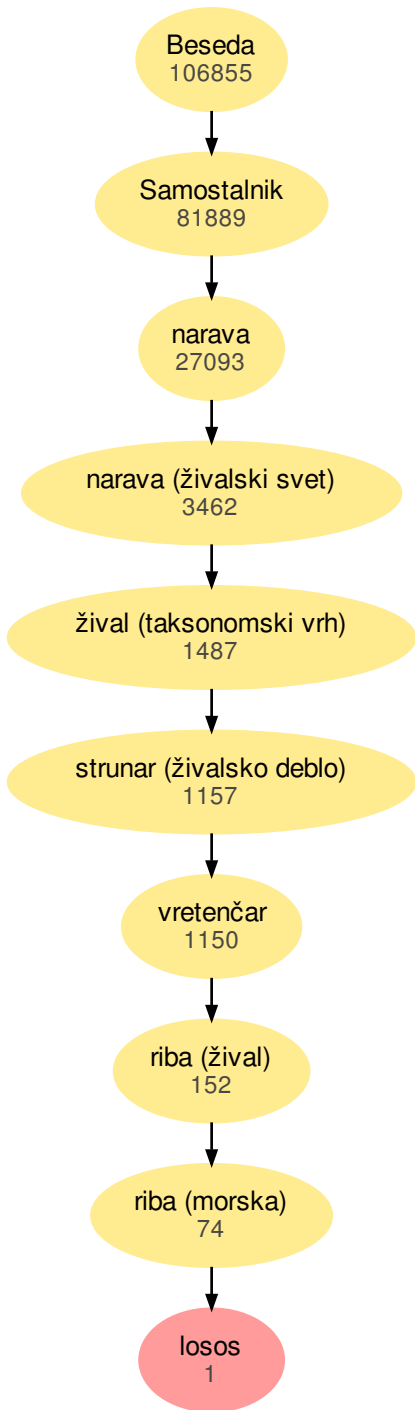 Beseda
106855
Samostalnik
81889
narava
27093
narava (živalski svet)
3462
žival (taksonomski vrh)
1487
strunar (živalsko deblo)
1157
vretenčar
1150
riba (žival)
152
riba (morska)
74
losos
1